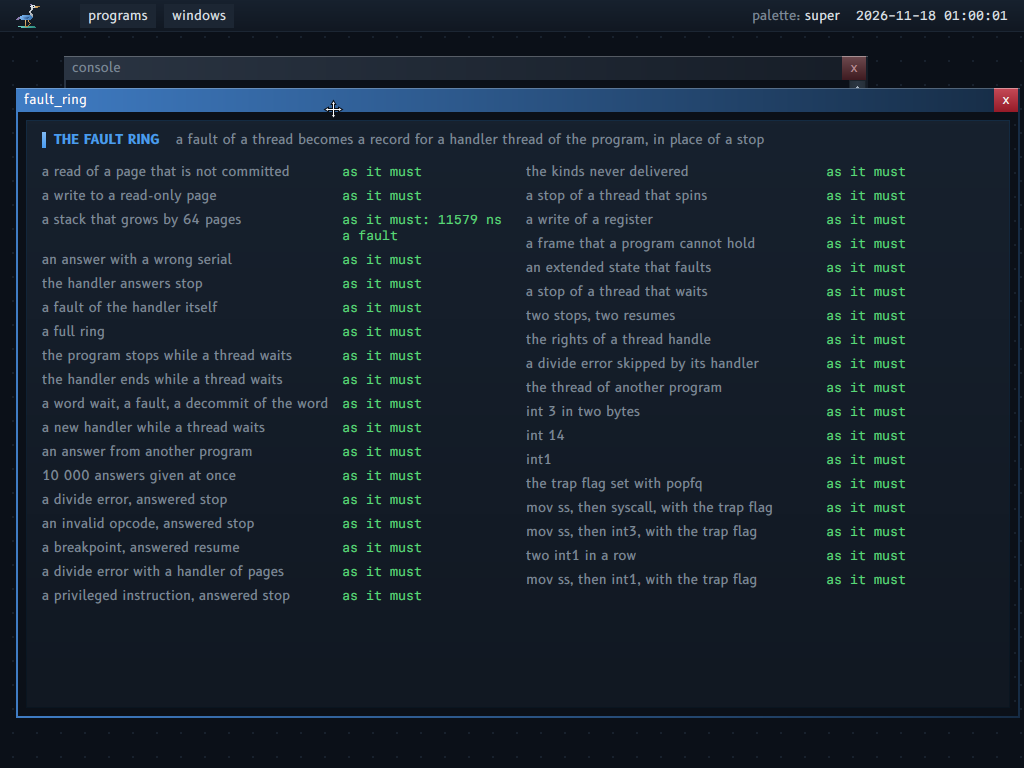 programs windows palette: super 2026-11-18 01:00:01
console x
fault_ring x
THE FAULT RING a fault of a thread becomes a record for a handler thread of the program, in place of a stop
a read of a page that is not committed as it must
a write to a read-only page as it must
a stack that grows by 64 pages as it must: 11579 ns
a fault
an answer with a wrong serial as it must
the handler answers stop as it must
a fault of the handler itself as it must
a full ring as it must
the program stops while a thread waits as it must
the handler ends while a thread waits as it must
a word wait, a fault, a decommit of the word as it must
a new handler while a thread waits as it must
an answer from another program as it must
10 000 answers given at once as it must
a divide error, answered stop as it must
an invalid opcode, answered stop as it must
a breakpoint, answered resume as it must
a divide error with a handler of pages as it must
a privileged instruction, answered stop as it must
the kinds never delivered as it must
a stop of a thread that spins as it must
a write of a register as it must
a frame that a program cannot hold as it must
an extended state that faults as it must
a stop of a thread that waits as it must
two stops, two resumes as it must
the rights of a thread handle as it must
a divide error skipped by its handler as it must
the thread of another program as it must
int 3 in two bytes as it must
int 14 as it must
int1 as it must
the trap flag set with popfq as it must
mov ss, then syscall, with the trap flag as it must
mov ss, then int3, with the trap flag as it must
two int1 in a row as it must
mov ss, then int1, with the trap flag as it must